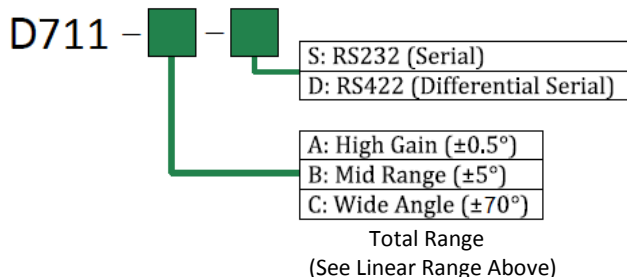 D711 – –
S: RS232 (Serial)
D: RS422 (Differential Serial)
A: High Gain (±0.5°)
B: Mid Range (±5°)
C: Wide Angle (±70°)
Total Range
(See Linear Range Above)